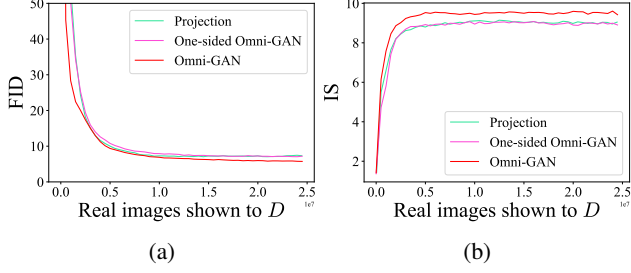 50
40
30
20
10
0
FID
Projection
One-sided Omni-GAN
Omni-GAN
0.0 0.5 1.0 1.5 2.0 2.5
1e7
Real images shown to D
(a)
10
8
6
4
2
IS
Projection
One-sided Omni-GAN
Omni-GAN
0.0 0.5 1.0 1.5 2.0 2.5
1e7
Real images shown to D
(b)